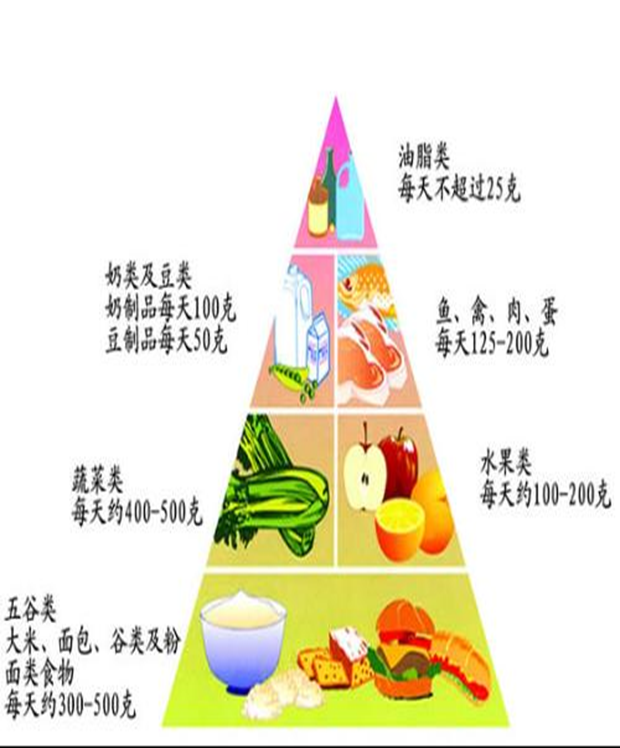 油脂类
每天不超过25克
奶类及豆类
奶制品每天100克
豆制品每天50克
鱼、禽、肉、蛋
每天125-200克
蔬菜类
每天约400-500克
水果类
每天约100-200克
五谷类
大米、面包、谷类及粉
面类食物
每天约300-500克